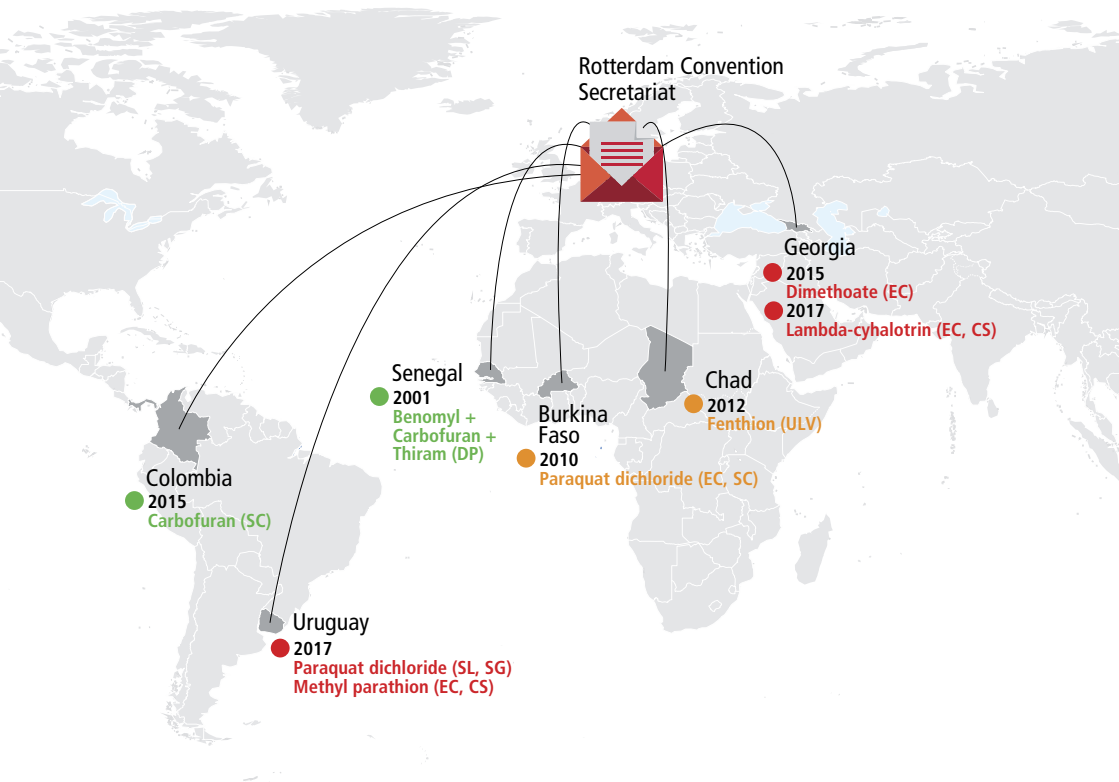 Rotterdam Convention
Secretariat
Georgia
2015
Dimethoate (EC)
2017
Lambda-cyhalotrin (EC, CS)
Senegal
2001
Benomyl +
Carbofuran +
Thiram (DP)
Burkina
Faso
2010
Paraquat dichloride (EC, SC)
Chad
2012
Fenthion (ULV)
Colombia
2015
Carbofuran (SC)
Uruguay
2017
Paraquat dichloride (SL, SG)
Methyl parathion (EC, CS)